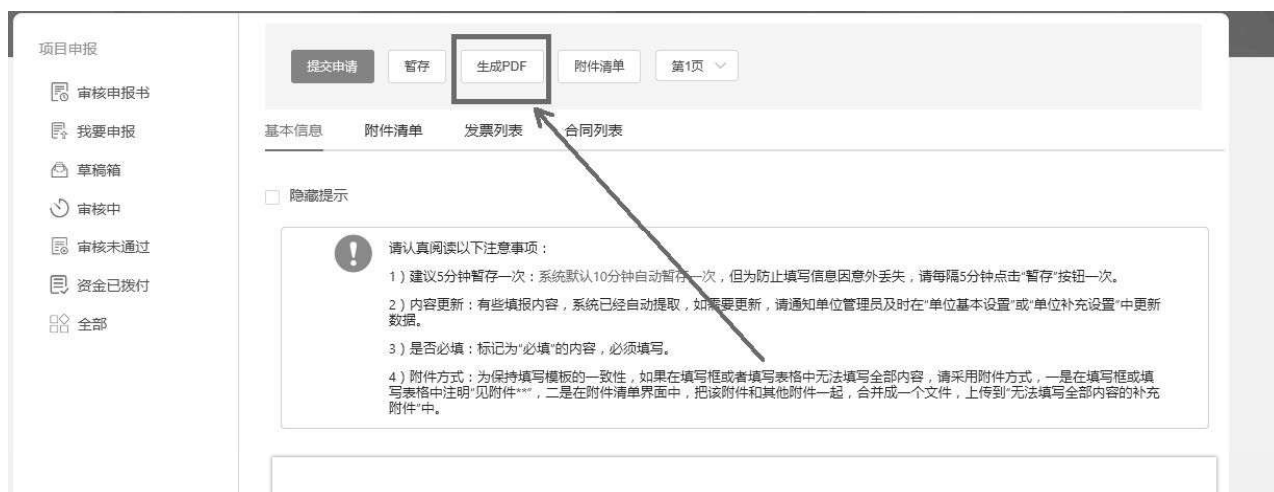 项目申报
审核申报书
我要申报
草稿箱
审核中
审核未通过
资金已拨付
全部
提交申请 暂存 生成PDF 附件清单 第1页
基本信息 附件清单 发票列表 合同列表
隐藏提示
请认真阅读以下注意事项：
1）建议5分钟暂存一次：系统默认10分钟自动暂存一次，但为防止填写信息因意外丢失，请每隔5分钟点击“暂存”按钮一次。
2）内容更新：有些填报内容，系统已经自动提取，如需要更新，请通知单位管理员及时在“单位基本设置”或“单位补充设置”中更新
数据。
3）是否必填：标记为“必填”的内容，必须填写。
4）附件方式：为保持填写模板的一致性，如果在填写框或者填写表格中无法填写全部内容，请采用附件方式，一是在填写框或填
写表格中注明“见附件**”，二是在附件清单界面中，把该附件和其他附件一起，合并成一个文件，上传到“无法填写全部内容的补充
附件”中。